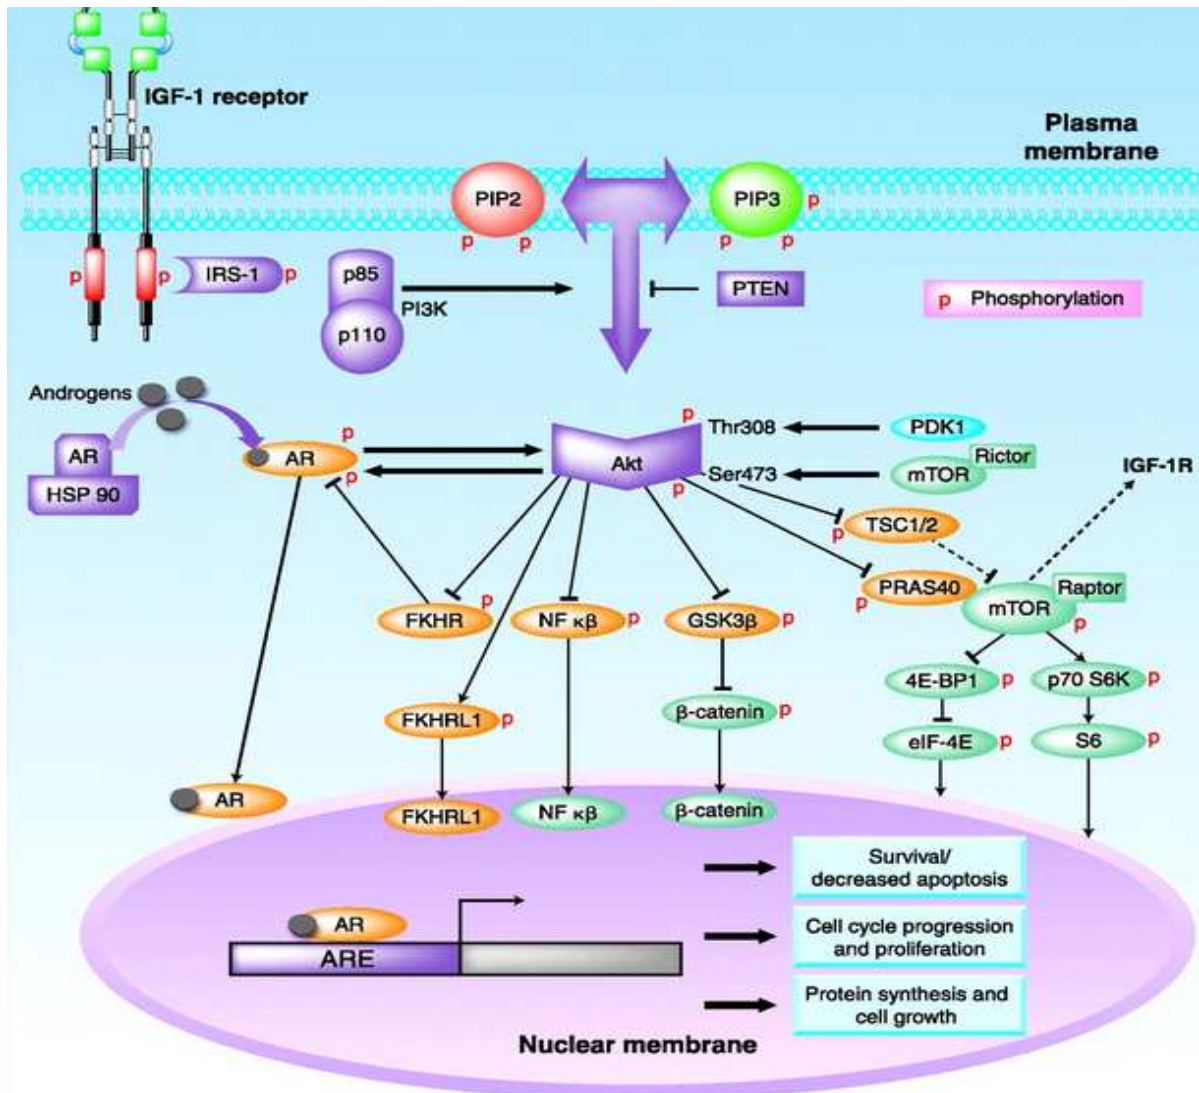 IGF-1 receptor
Plasma
membrane
PIP2
p
p
PIP3
p
p
p
p
p
IRS-1
p
p85
PI3K
p110
PTEN
p Phosphorylation
Androgens
AR
HSP 90
AR
p
p
Akt
p
p
Thr308
PDK1
Ser473
mTOR
Rictor
IGF-1R
TSC1/2
p
PRAS40
p
mTOR
Raptor
p
FKHR
p
NF κβ
p
GSK3β
p
4E-BP1
p
p70 S6K
p
FKHRL1
p
β-catenin
p
eIF-4E
p
S6
p
AR
FKHRL1
NF κβ
β-catenin
Survival/
decreased apoptosis
AR
ARE
Cell cycle progression
and proliferation
Protein synthesis and
cell growth
Nuclear membrane